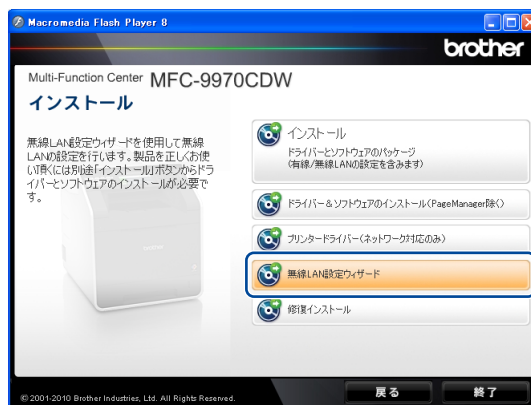 Macromedia Flash Player 8
brother
Multi-Function Center MFC-9970CDW
インストール
無線LAN設定ウィザードを使用して無線
LANの設定を行います。製品を正しくお使
い頂くには別途「インストール」ボタンからドラ
イバーとソフトウェアのインストールが必要で
す。
インストール
ドライバーとソフトウェアのパッケージ
(有線/無線LANの設定を含みます)
ドライバー&ソフトウェアのインストール(PageManager除く)
プリンタードライバー(ネットワーク対応のみ)
無線LAN設定ウィザード
修復インストール
© 2001-2010 Brother Industries, Ltd. All Rights Reserved.
戻る
終了